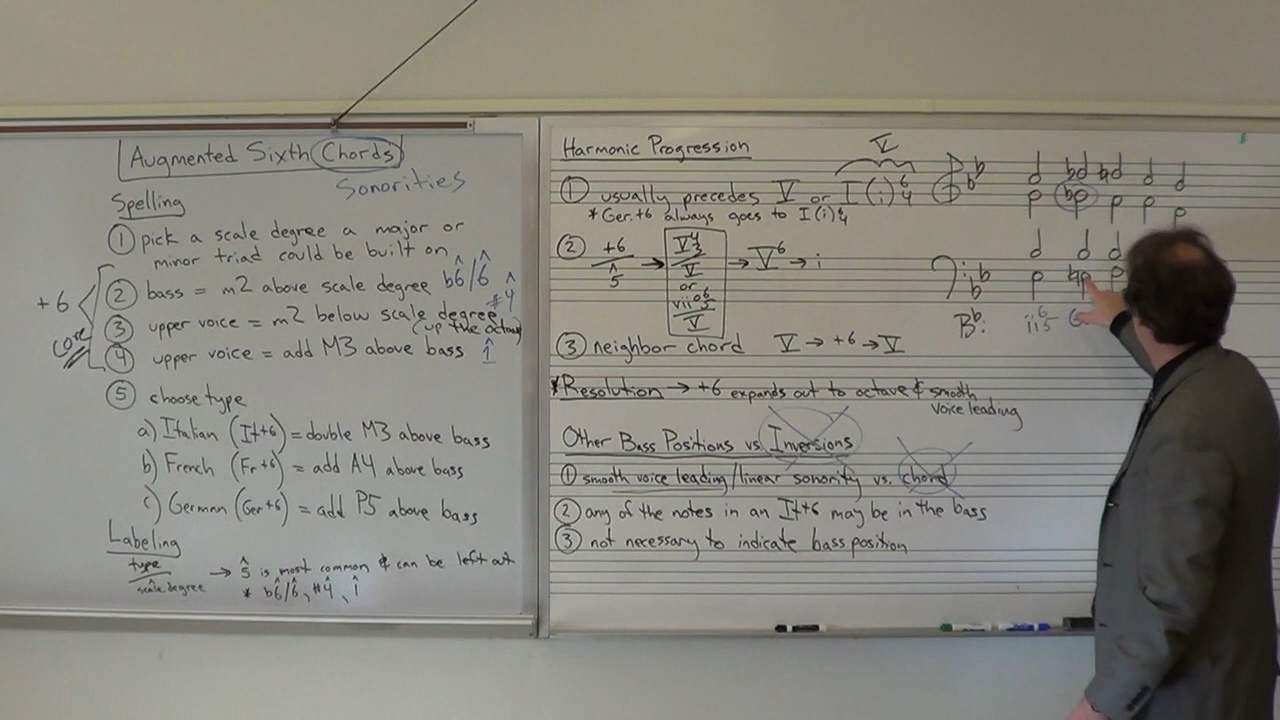 Augmented Sixth Chords
Sonorities
Spelling
① pick a scale degree a major or
minor triad could be built on
② bass = m2 above scale degree b6̂/6̂
③ upper voice = m2 below scale degree #4̂
(up the octave)
④ upper voice = add M3 above bass 1̂
+6
core
⑤ choose type
a) Italian (It+6) = double M3 above bass
b) French (Fr+6) = add A4 above bass
c) German (Ger+6) = add P5 above bass
Labeling
type
scale degree → 5̂ is most common & can be left out
* b6̂/6̂, #4̂, 1̂
Harmonic Progression
V
① usually precedes V or I(i)6/4
* Ger.+6 always goes to I(i)6/4
② +6/5̂ → V4/3/V or viio6/5/V → V6 → i
③ neighbor chord V → +6 → V
*Resolution → +6 expands out to octave & smooth
voice leading
Other Bass Positions vs Inversions
① smooth voice leading/linear sonority vs. chord
② any of the notes in an It+6 may be in the bass
③ not necessary to indicate bass position
Bb: ii6/5 G